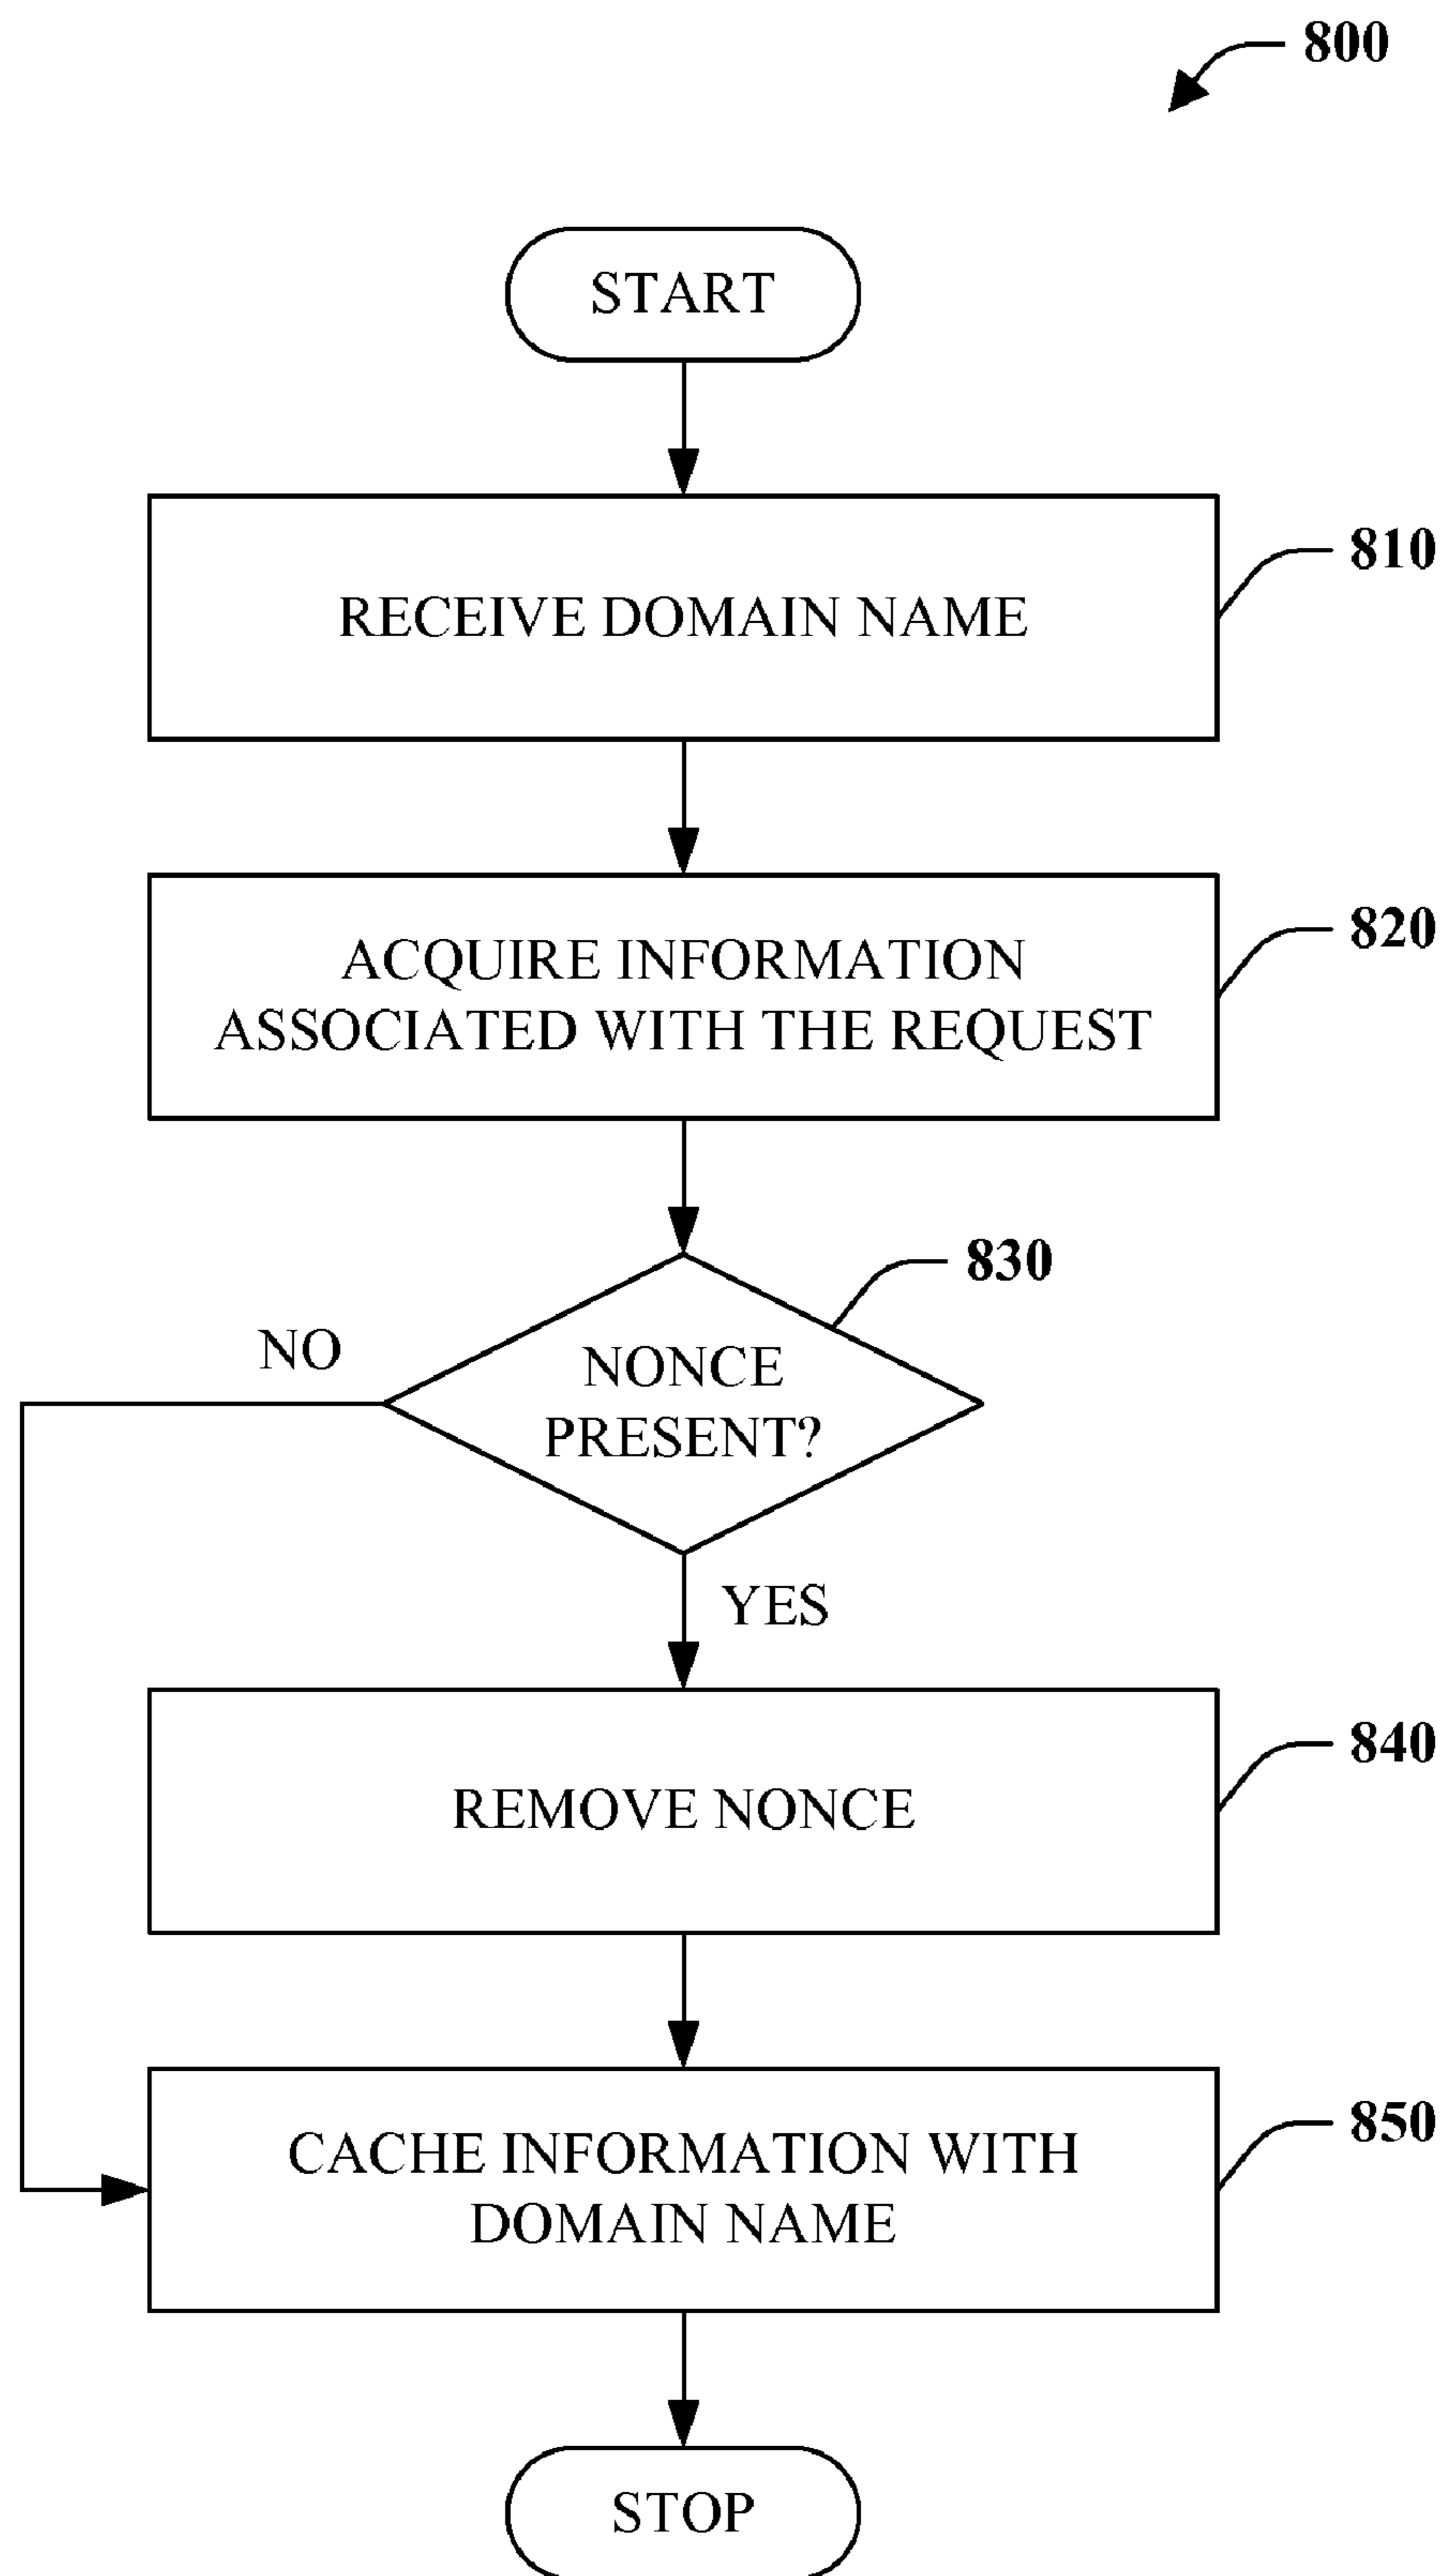 800
START
RECEIVE DOMAIN NAME
810
ACQUIRE INFORMATION
ASSOCIATED WITH THE REQUEST
820
830
NO
NONCE
PRESENT?
YES
REMOVE NONCE
840
CACHE INFORMATION WITH
DOMAIN NAME
850
STOP